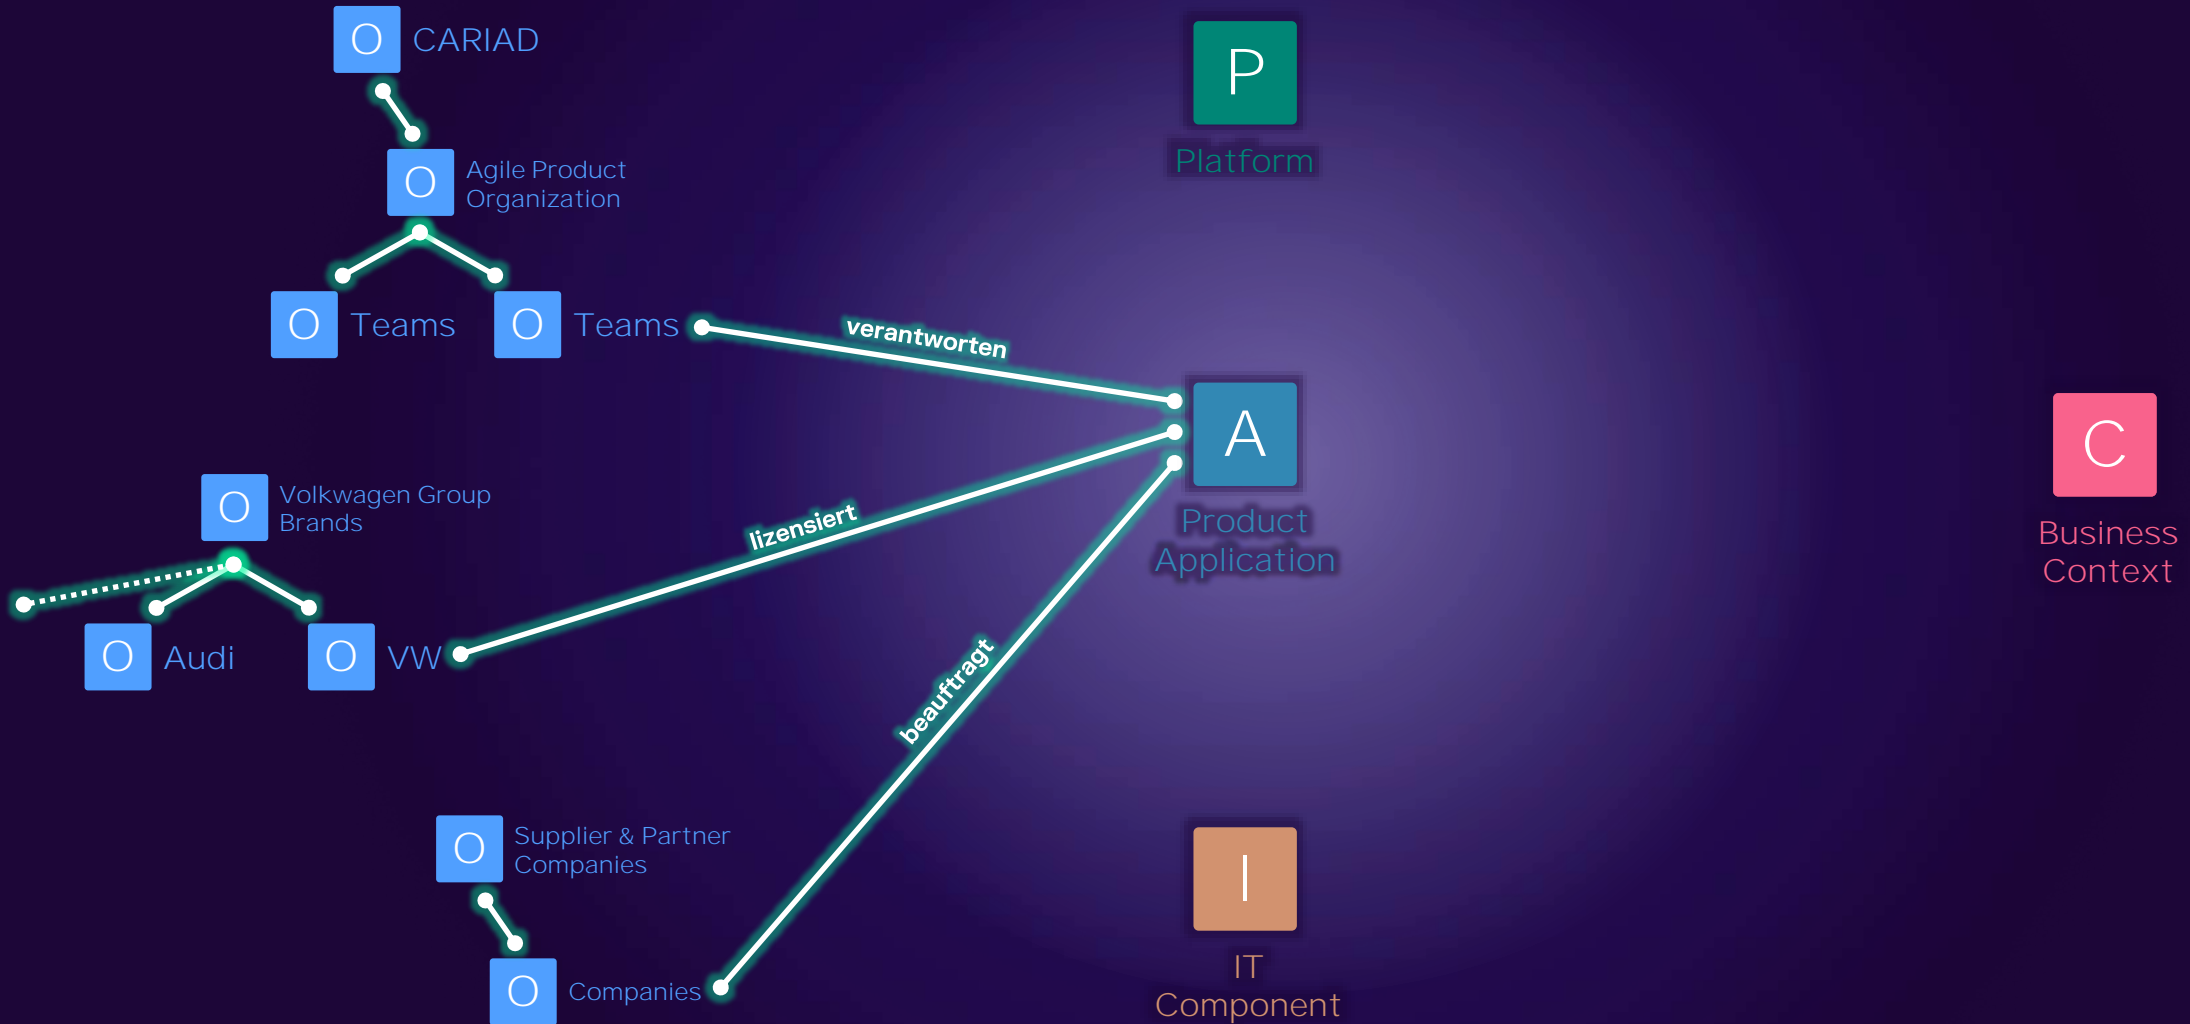 O CARIAD
P
Platform
O Agile Product
Organization
O Teams
O Teams
verantworten
A
Product
Application
C
Business
Context
O Volkwagen Group
Brands
lizensiert
O Audi
O VW
beauftragt
O Supplier & Partner
Companies
I
IT
Component
O Companies